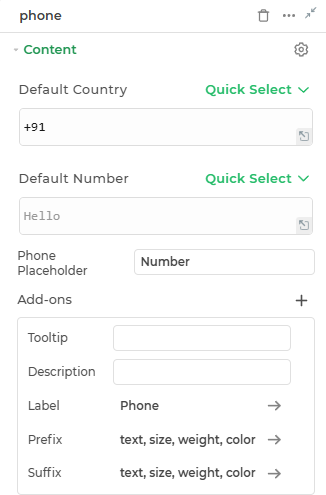 phone
Content
Default Country Quick Select
+91
Default Number Quick Select
Hello
Phone
Placeholder
Number
Add-ons
Tooltip
Description
Label Phone
Prefix text, size, weight, color
Suffix text, size, weight, color